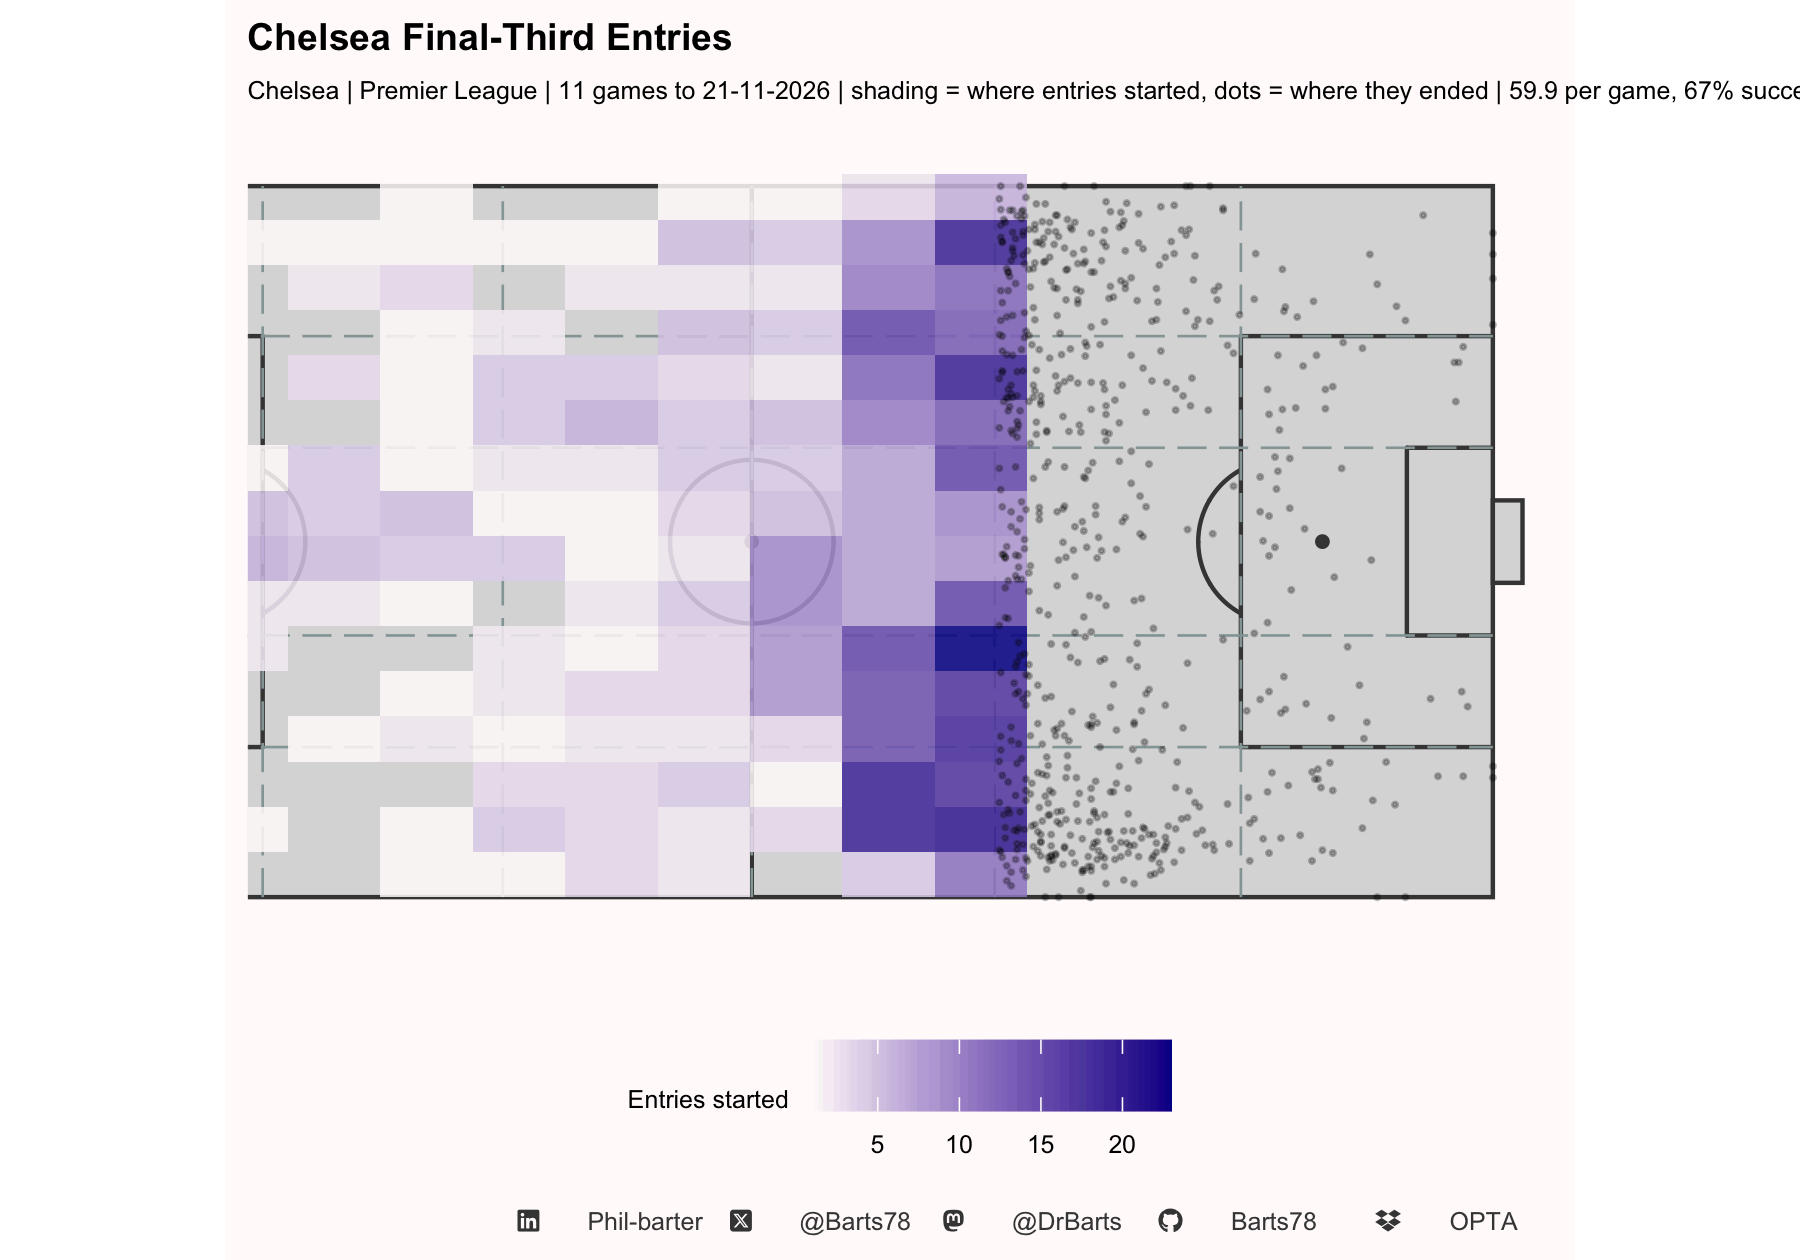 Chelsea Final-Third Entries
Chelsea | Premier League | 11 games to 21-11-2026 | shading = where entries started, dots = where they ended | 59.9 per game, 67% succe
Entries started
5 10 15 20
Phil-barter @Barts78 @DrBarts Barts78 OPTA